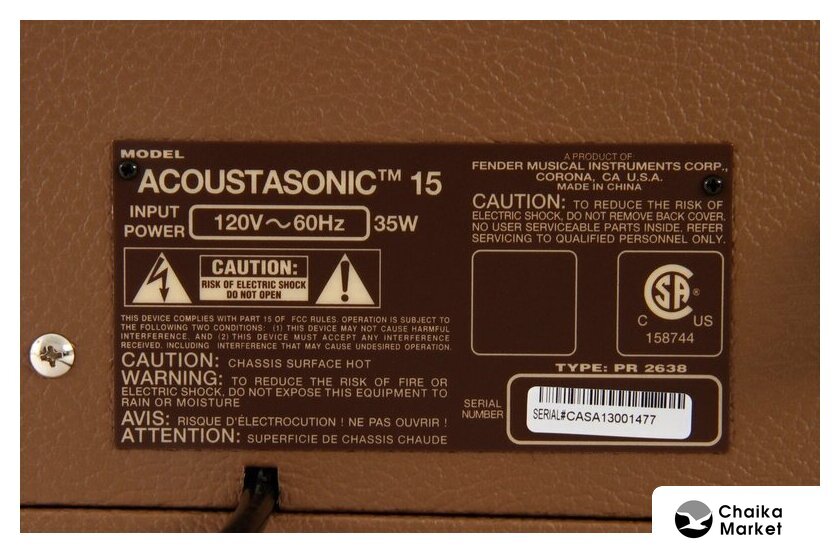 MODEL
ACOUSTASONIC™ 15
INPUT POWER 120V～60Hz 35W
CAUTION:
RISK OF ELECTRIC SHOCK
DO NOT OPEN
THIS DEVICE COMPLIES WITH PART 15 OF FCC RULES. OPERATION IS SUBJECT TO
THE FOLLOWING TWO CONDITIONS: (1) THIS DEVICE MAY NOT CAUSE HARMFUL
INTERFERENCE, AND (2) THIS DEVICE MUST ACCEPT ANY INTERFERENCE
RECEIVED, INCLUDING INTERFERENCE THAT MAY CAUSE UNDESIRED OPERATION.
CAUTION: CHASSIS SURFACE HOT
WARNING: TO REDUCE THE RISK OF FIRE OR
ELECTRIC SHOCK, DO NOT EXPOSE THIS EQUIPMENT TO
RAIN OR MOISTURE
AVIS: RISQUE D'ÉLECTROCUTION ! NE PAS OUVRIR !
ATTENTION: SUPERFICIE DE CHASSIS CHAUDE
A PRODUCT OF
FENDER MUSICAL INSTRUMENTS CORP.,
CORONA, CA U.S.A.
MADE IN CHINA
CAUTION: TO REDUCE THE RISK OF
ELECTRIC SHOCK, DO NOT REMOVE BACK COVER.
NO USER SERVICEABLE PARTS INSIDE, REFER
SERVICING TO QUALIFIED PERSONNEL ONLY.
CSA®
C US
158744
TYPE: PR 2638
SERIAL
NUMBER
SERIAL#CASA13001477
Chaika
Market